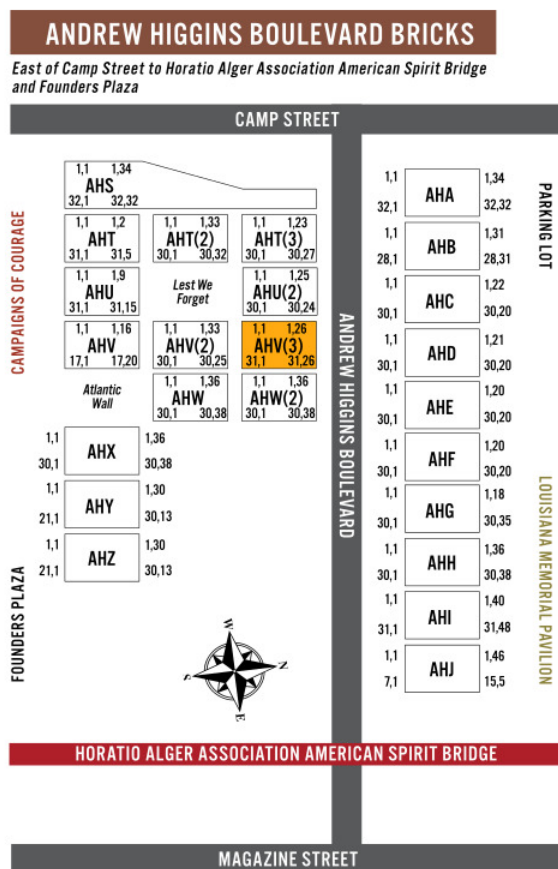 ANDREW HIGGINS BOULEVARD BRICKS
East of Camp Street to Horatio Alger Association American Spirit Bridge
and Founders Plaza
CAMP STREET
1,1 1,34
AHS
32,1 32,32
1,1 1,2
AHT
31,1 31,5
1,1 1,33
AHT(2)
30,1 30,32
1,1 1,23
AHT(3)
30,1 30,27
1,1 1,9
AHU
31,1 31,15
Lest We
Forget
1,1 1,25
AHU(2)
30,1 30,24
1,1 1,16
AHV
17,1 17,20
1,1 1,33
AHV(2)
30,1 30,25
1,1 1,26
AHV(3)
31,1 31,26
Atlantic
Wall
1,1 1,36
AHW
30,1 30,38
1,1 1,36
AHW(2)
30,1 30,38
1,1 1,36
AHX
30,1 30,38
1,1 1,30
AHY
21,1 30,13
1,1 1,30
AHZ
21,1 30,13
CAMPAIGNS OF COURAGE
FOUNDERS PLAZA
W
N
S
E
ANDREW HIGGINS BOULEVARD
1,1 1,34
AHA
32,1 32,32
1,1 1,31
AHB
28,1 28,31
1,1 1,22
AHC
30,1 30,20
1,1 1,21
AHD
30,1 30,20
1,1 1,20
AHE
30,1 30,20
1,1 1,20
AHF
30,1 30,20
1,1 1,18
AHG
30,1 30,35
1,1 1,36
AHH
30,1 30,38
1,1 1,40
AHI
31,1 31,48
1,1 1,46
AHJ
7,1 15,5
PARKING LOT
LOUISIANA MEMORIAL PAVILION
HORATIO ALGER ASSOCIATION AMERICAN SPIRIT BRIDGE
MAGAZINE STREET